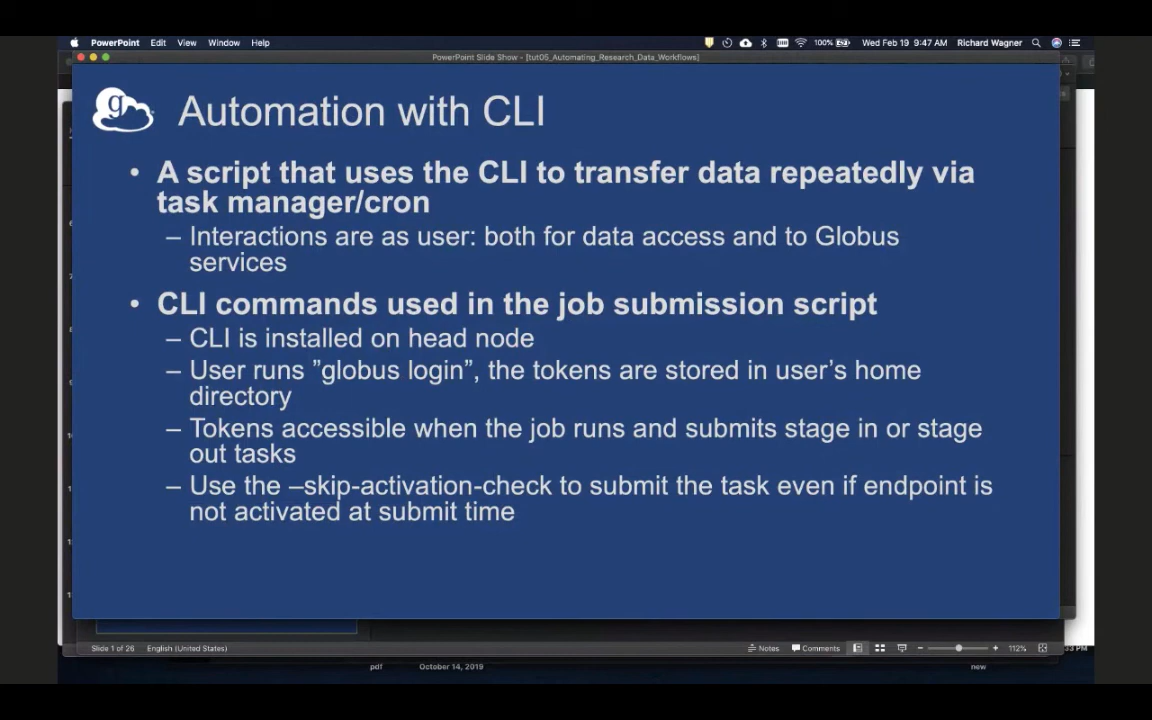 PowerPoint Edit View Window Help 100% Wed Feb 19 9:47 AM Richard Wagner
PowerPoint Slide Show - [tut05_Automating_Research_Data_Workflows]
g Automation with CLI
• A script that uses the CLI to transfer data repeatedly via
task manager/cron
– Interactions are as user: both for data access and to Globus
services
• CLI commands used in the job submission script
– CLI is installed on head node
– User runs ”globus login”, the tokens are stored in user’s home
directory
– Tokens accessible when the job runs and submits stage in or stage
out tasks
– Use the –skip-activation-check to submit the task even if endpoint is
not activated at submit time
Slide 1 of 26 English (United States) Notes Comments 112% PM
pdf October 14, 2019 new